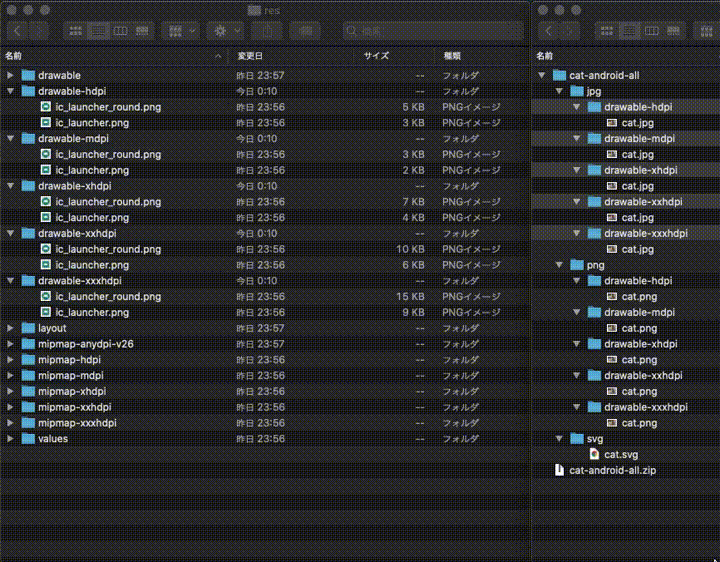 res
検索
名前 変更日 サイズ 種類
drawable 昨日 23:57 -- フォルダ
drawable-hdpi 今日 0:10 -- フォルダ
ic_launcher_round.png 昨日 23:56 5 KB PNGイメージ
ic_launcher.png 昨日 23:56 3 KB PNGイメージ
drawable-mdpi 今日 0:10 -- フォルダ
ic_launcher_round.png 昨日 23:56 3 KB PNGイメージ
ic_launcher.png 昨日 23:56 2 KB PNGイメージ
drawable-xhdpi 今日 0:10 -- フォルダ
ic_launcher_round.png 昨日 23:56 7 KB PNGイメージ
ic_launcher.png 昨日 23:56 4 KB PNGイメージ
drawable-xxhdpi 今日 0:10 -- フォルダ
ic_launcher_round.png 昨日 23:56 10 KB PNGイメージ
ic_launcher.png 昨日 23:56 6 KB PNGイメージ
drawable-xxxhdpi 今日 0:10 -- フォルダ
ic_launcher_round.png 昨日 23:56 15 KB PNGイメージ
ic_launcher.png 昨日 23:56 9 KB PNGイメージ
layout 昨日 23:57 -- フォルダ
mipmap-anydpi-v26 昨日 23:57 -- フォルダ
mipmap-hdpi 昨日 23:56 -- フォルダ
mipmap-mdpi 昨日 23:56 -- フォルダ
mipmap-xhdpi 昨日 23:56 -- フォルダ
mipmap-xxhdpi 昨日 23:56 -- フォルダ
mipmap-xxxhdpi 昨日 23:56 -- フォルダ
values 昨日 23:56 -- フォルダ
名前
cat-android-all
jpg
drawable-hdpi
cat.jpg
drawable-mdpi
cat.jpg
drawable-xhdpi
cat.jpg
drawable-xxhdpi
cat.jpg
drawable-xxxhdpi
cat.jpg
png
drawable-hdpi
cat.png
drawable-mdpi
cat.png
drawable-xhdpi
cat.png
drawable-xxhdpi
cat.png
drawable-xxxhdpi
cat.png
svg
cat.svg
cat-android-all.zip